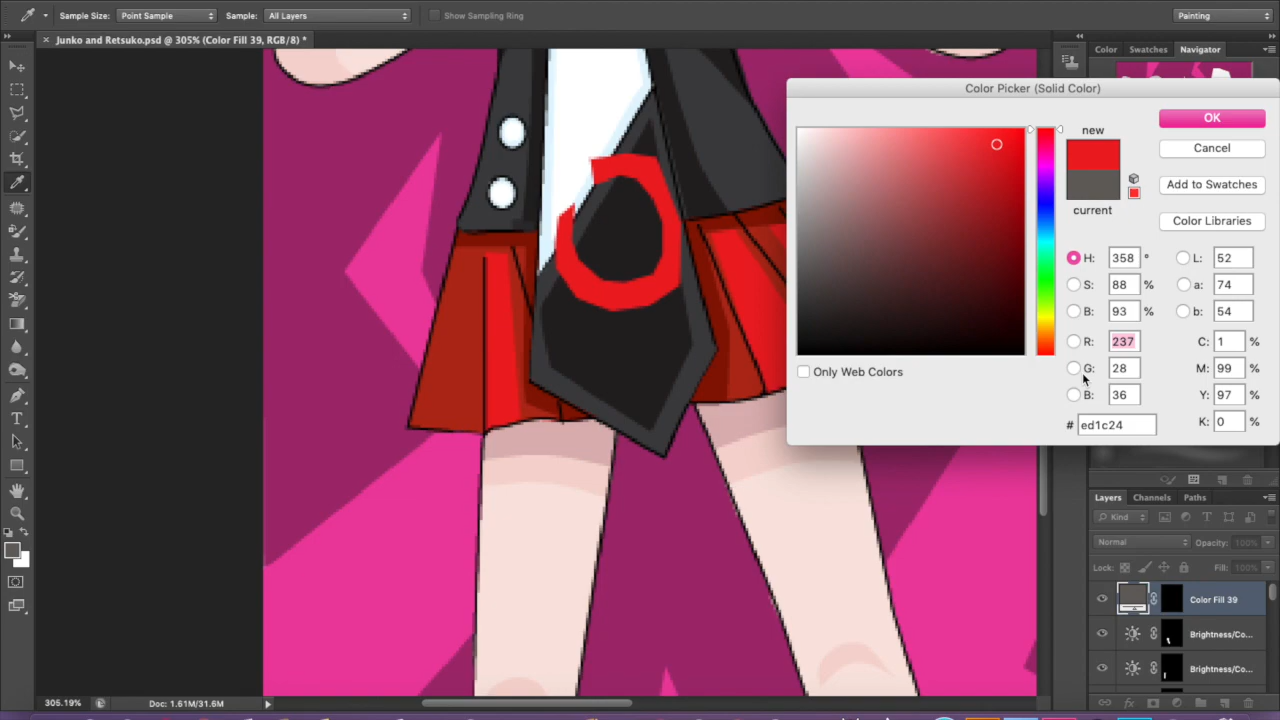 Sample Size: Point Sample Sample: All Layers Show Sampling Ring Painting
× Junko and Retsuko.psd @ 305% (Color Fill 39, RGB/8) *
Color Swatches Navigator
Color Picker (Solid Color)
new
current
OK
Cancel
Add to Swatches
Color Libraries
H: 358 °
S: 88 %
B: 93 %
R: 237
G: 28
B: 36
# ed1c24
L: 52
a: 74
b: 54
C: 1 %
M: 99 %
Y: 97 %
K: 0 %
Only Web Colors
Layers Channels Paths
Kind
Normal Opacity: 100%
Lock: Fill: 100%
Color Fill 39
Brightness/Co...
Brightness/Co...
305.19% Doc: 1.61M/31.6M